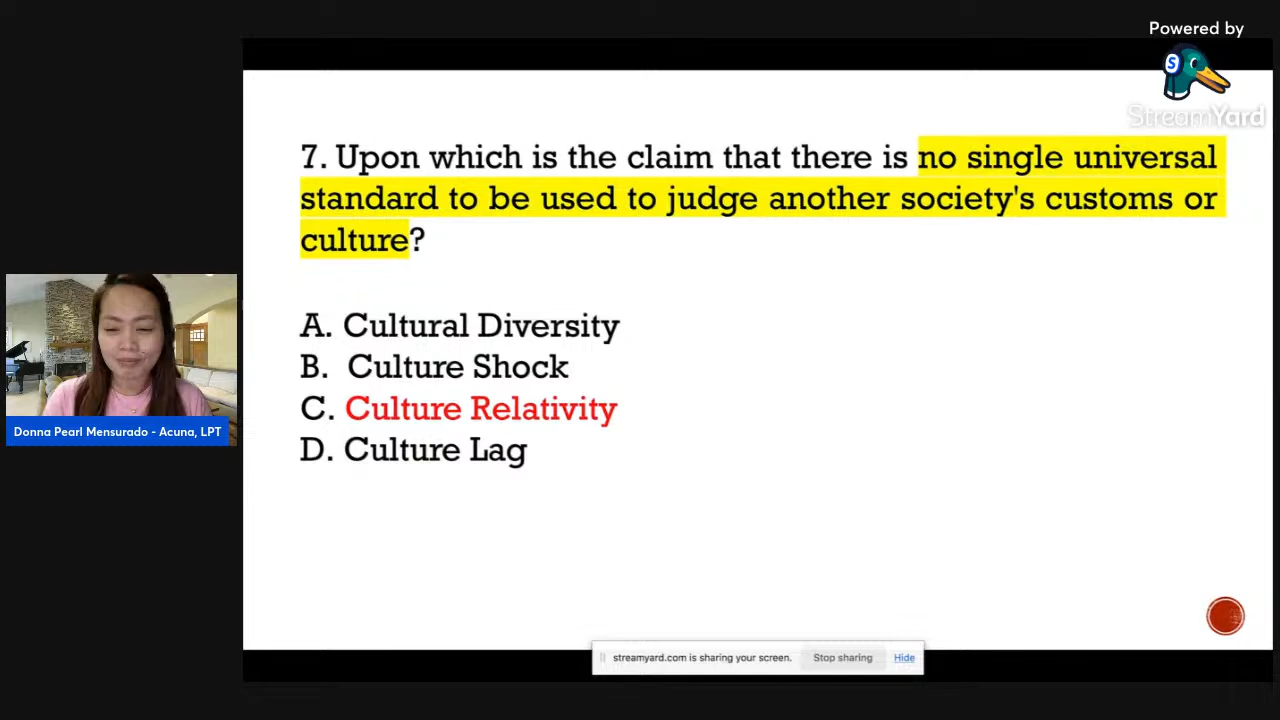 Powered by
StreamYard
7. Upon which is the claim that there is no single universal
standard to be used to judge another society's customs or
culture?
A. Cultural Diversity
B. Culture Shock
C. Culture Relativity
D. Culture Lag
Donna Pearl Mensurado - Acuna, LPT
streamyard.com is sharing your screen. Stop sharing Hide